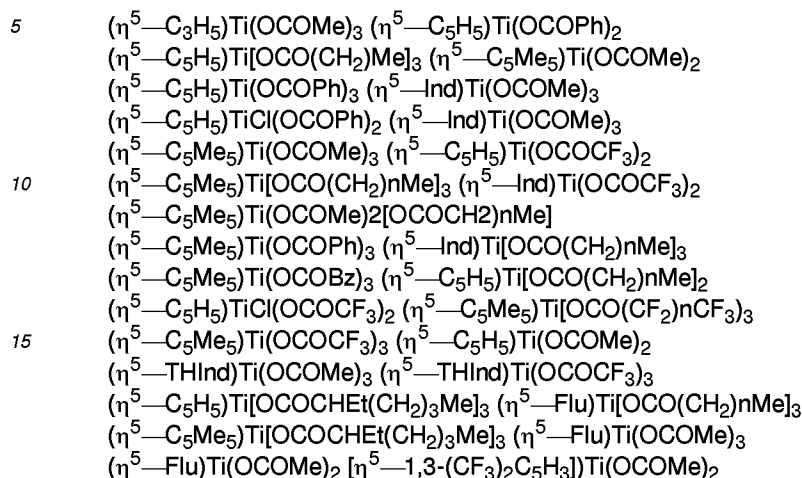 5 (η⁵—C₃H₅)Ti(OCOMe)₃ (η⁵—C₅H₅)Ti(OCOPh)₂
(η⁵—C₅H₅)Ti[OCO(CH₂)Me]₃ (η⁵—C₅Me₅)Ti(OCOMe)₂
(η⁵—C₅H₅)Ti(OCOPh)₃ (η⁵—Ind)Ti(OCOMe)₃
(η⁵—C₅H₅)TiCl(OCOPh)₂ (η⁵—Ind)Ti(OCOMe)₃
(η⁵—C₅Me₅)Ti(OCOMe)₃ (η⁵—C₅H₅)Ti(OCOCF₃)₂
10 (η⁵—C₅Me₅)Ti[OCO(CH₂)nMe]₃ (η⁵—Ind)Ti(OCOCF₃)₂
(η⁵—C₅Me₅)Ti(OCOMe)2[OCOCH2)nMe]
(η⁵—C₅Me₅)Ti(OCOPh)₃ (η⁵—Ind)Ti[OCO(CH₂)nMe]₃
(η⁵—C₅Me₅)Ti(OCOBz)₃ (η⁵—C₅H₅)Ti[OCO(CH₂)nMe]₂
(η⁵—C₅H₅)TiCl(OCOCF₃)₂ (η⁵—C₅Me₅)Ti[OCO(CF₂)nCF₃)₃
15 (η⁵—C₅Me₅)Ti(OCOCF₃)₃ (η⁵—C₅H₅)Ti(OCOMe)₂
(η⁵—THInd)Ti(OCOMe)₃ (η⁵—THInd)Ti(OCOCF₃)₃
(η⁵—C₅H₅)Ti[OCOCHEt(CH₂)₃Me]₃ (η⁵—Flu)Ti[OCO(CH₂)nMe]₃
(η⁵—C₅Me₅)Ti[OCOCHEt(CH₂)₃Me]₃ (η⁵—Flu)Ti(OCOMe)₃
(η⁵—Flu)Ti(OCOMe)₂ [η⁵—1,3-(CF₃)₂C₅H₃])Ti(OCOMe)₂